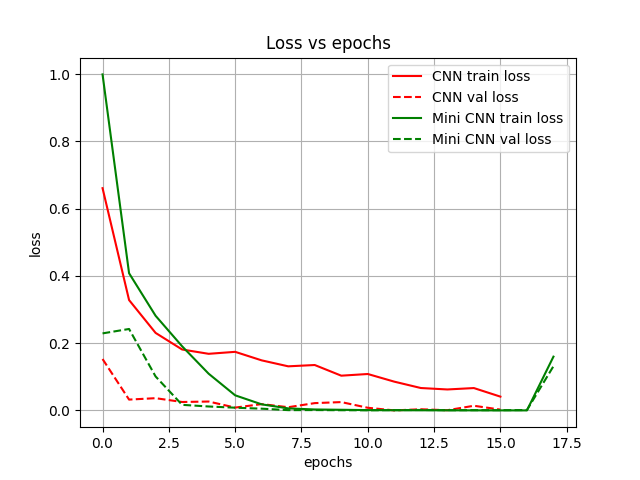 Loss vs epochs
CNN train loss
CNN val loss
Mini CNN train loss
Mini CNN val loss
loss
1.0
0.8
0.6
0.4
0.2
0.0
0.0 2.5 5.0 7.5 10.0 12.5 15.0 17.5
epochs